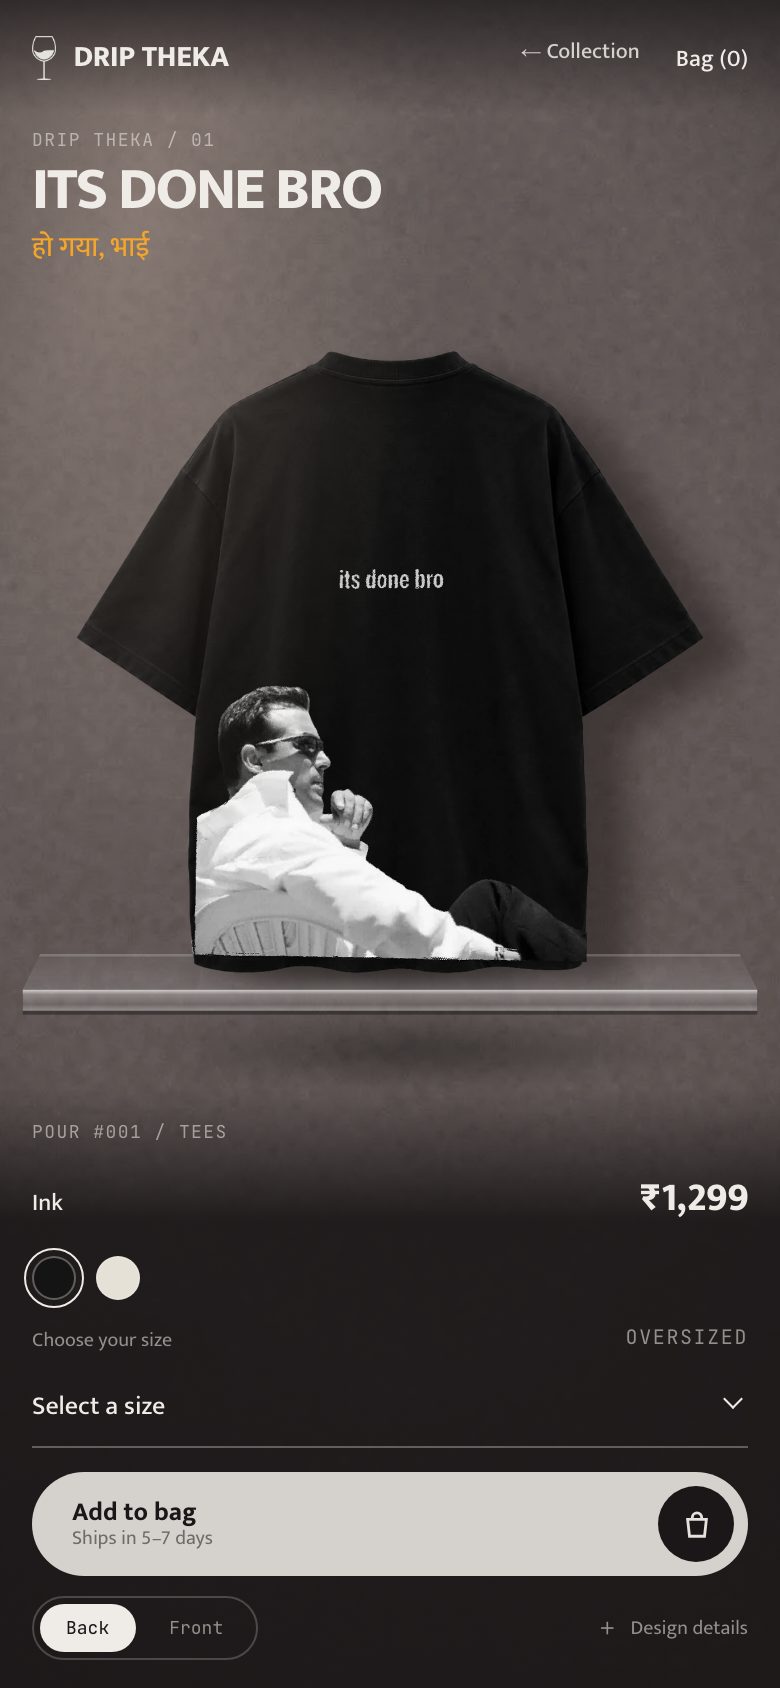 DRIP THEKA
← Collection
Bag (0)
DRIP THEKA / 01
ITS DONE BRO
हो गया, भाई
its done bro
POUR #001 / TEES
Ink
₹1,299
Choose your size
OVERSIZED
Select a size
Add to bag
Ships in 5–7 days
Back
Front
+ Design details